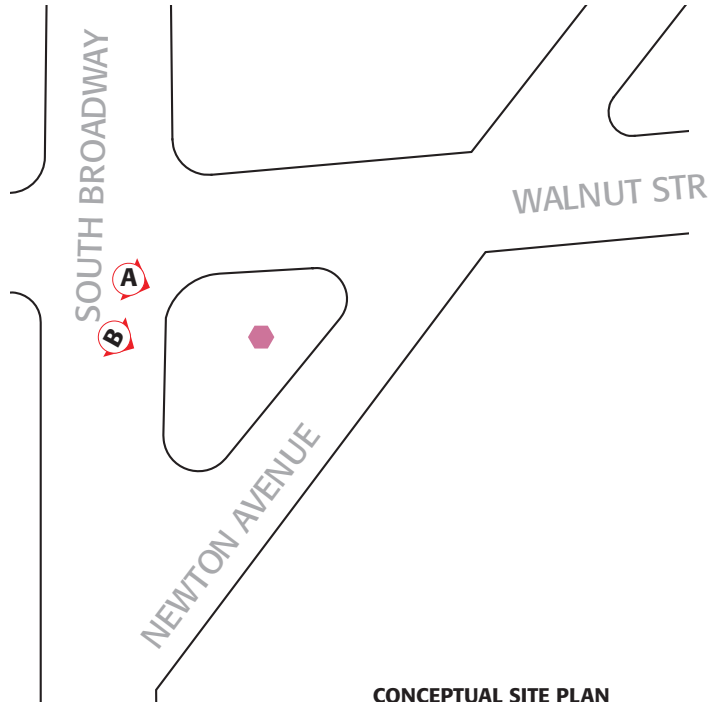 SOUTH BROADWAY
WALNUT STR
A
B
NEWTON AVENUE
CONCEPTUAL SITE PLAN